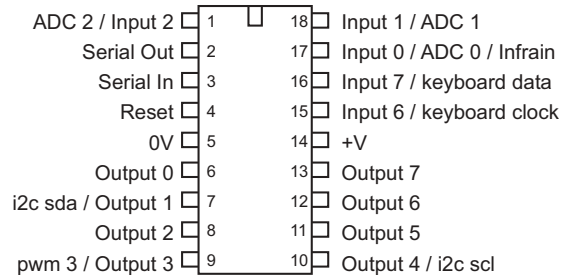 ADC 2 / Input 2 1 18 Input 1 / ADC 1
Serial Out 2 17 Input 0 / ADC 0 / Infrain
Serial In 3 16 Input 7 / keyboard data
Reset 4 15 Input 6 / keyboard clock
0V 5 14 +V
Output 0 6 13 Output 7
i2c sda / Output 1 7 12 Output 6
Output 2 8 11 Output 5
pwm 3 / Output 3 9 10 Output 4 / i2c scl